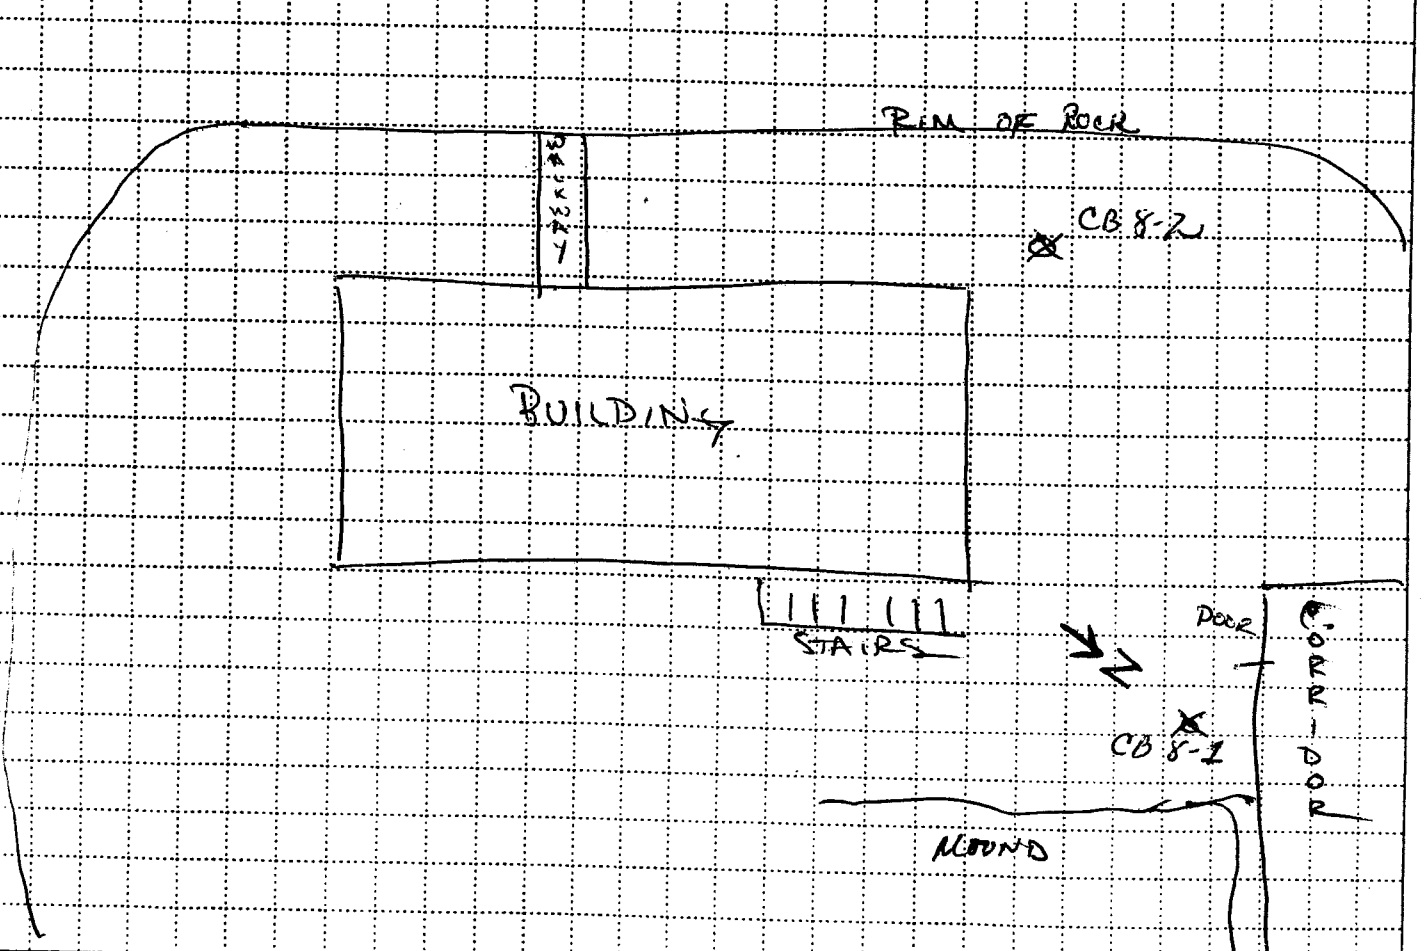 RIM OF ROCK
CB 8-2
BUILDING
STAIRS
DOOR
CORRIDOR
N
CB 8-1
MOUND